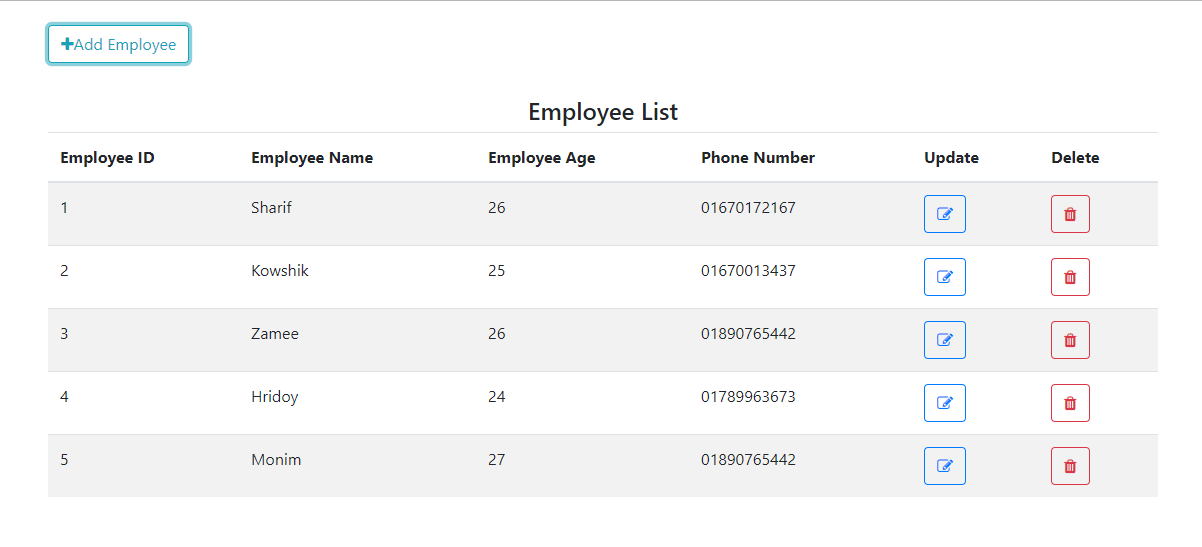 Add Employee
Employee List
Employee ID Employee Name Employee Age Phone Number Update Delete
1 Sharif 26 01670172167
2 Kowshik 25 01670013437
3 Zamee 26 01890765442
4 Hridoy 24 01789963673
5 Monim 27 01890765442